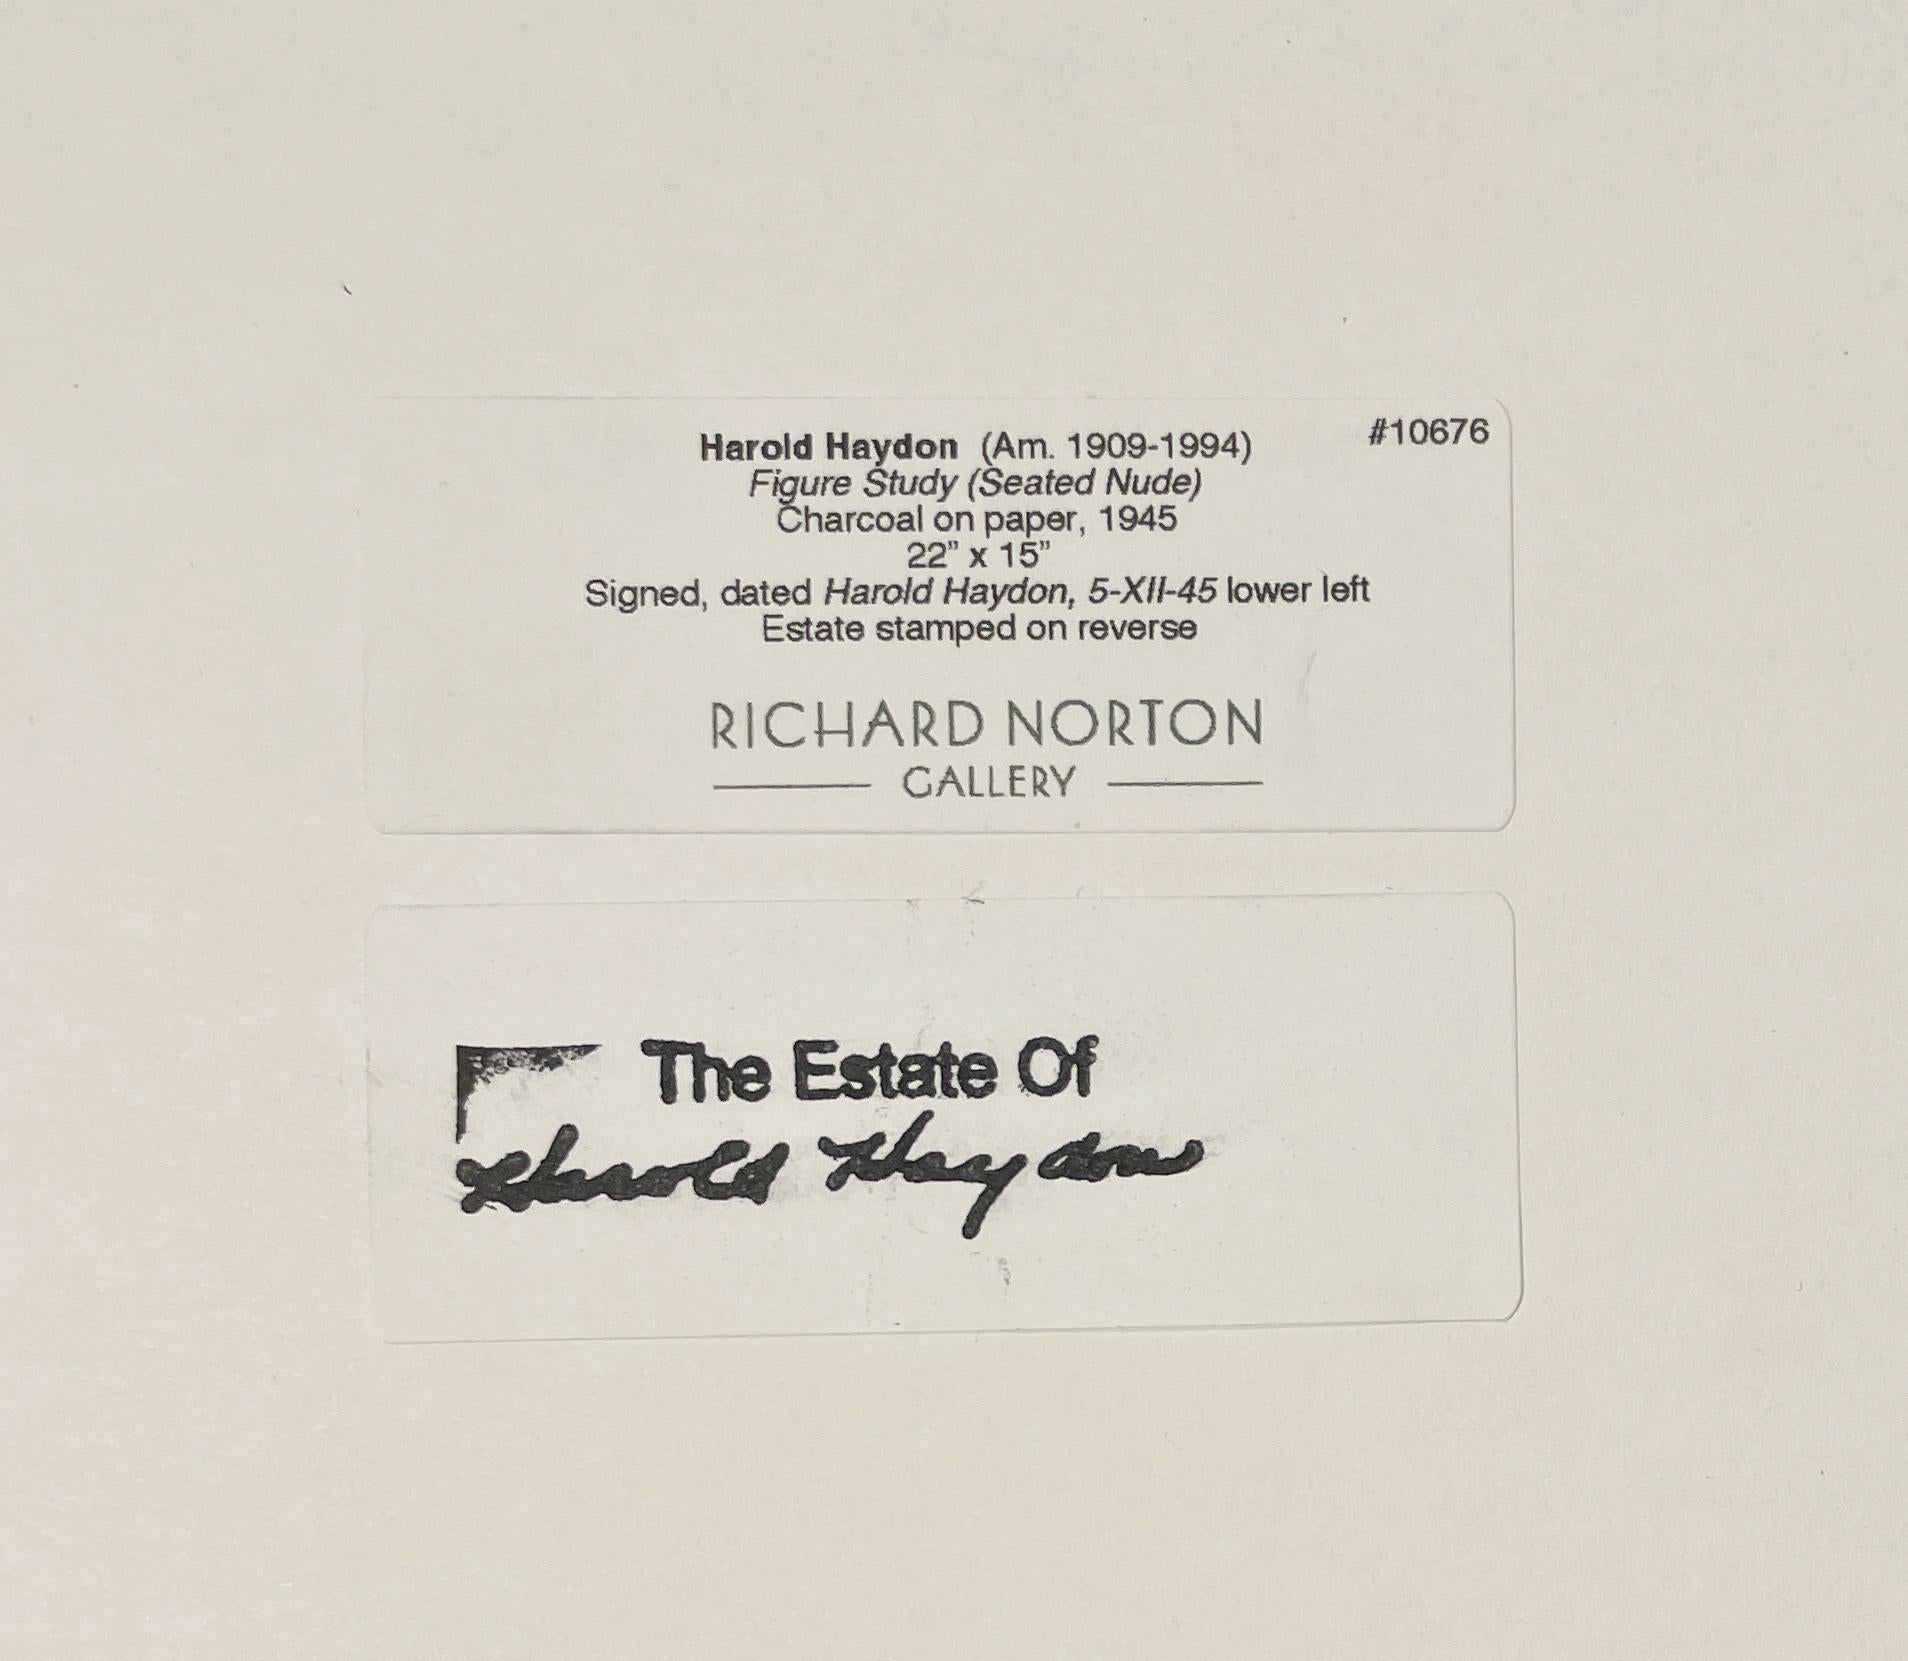 Harold Haydon (Am. 1909-1994) #10676
Figure Study (Seated Nude)
Charcoal on paper, 1945
22” x 15”
Signed, dated Harold Haydon, 5-XII-45 lower left
Estate stamped on reverse
RICHARD NORTON
GALLERY
The Estate Of
Harold Haydon